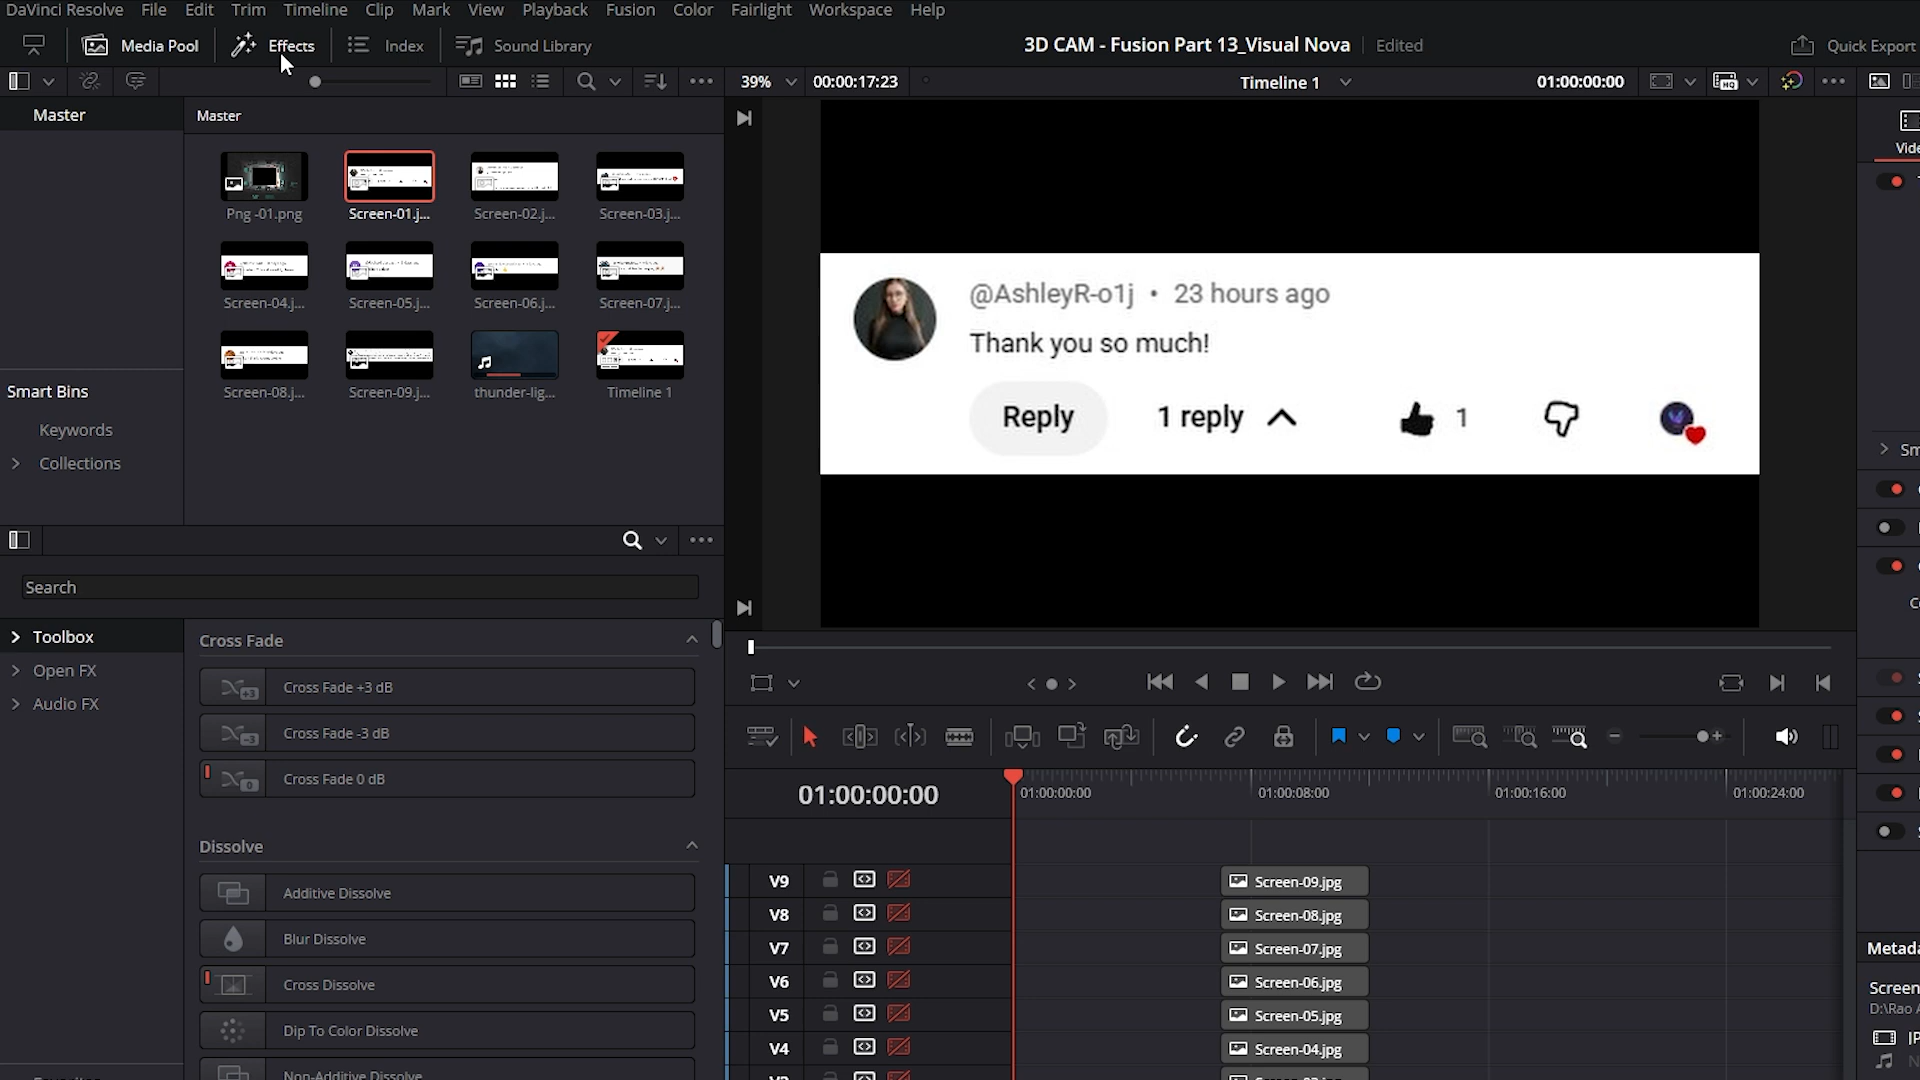 DaVinci Resolve File Edit Trim Timeline Clip Mark View Playback Fusion Color Fairlight Workspace Help
Media Pool Effects Index Sound Library 3D CAM - Fusion Part 13_Visual Nova Edited Quick Export
39% 00:00:17:23 Timeline 1 01:00:00:00
Master Master
Png -01.png Screen-01.j... Screen-02.j... Screen-03.j...
Screen-04.j... Screen-05.j... Screen-06.j... Screen-07.j...
Screen-08.j... Screen-09.j... thunder-lig... Timeline 1
Smart Bins
Keywords
Collections
@AshleyR-o1j • 23 hours ago
Thank you so much!
Reply 1 reply 1
Search
Toolbox
Open FX
Audio FX
Cross Fade
Cross Fade +3 dB
Cross Fade -3 dB
Cross Fade 0 dB
Dissolve
Additive Dissolve
Blur Dissolve
Cross Dissolve
Dip To Color Dissolve
Non-Additive Dissolve
01:00:00:00 01:00:00:00 01:00:08:00 01:00:16:00 01:00:24:00
V9 Screen-09.jpg
V8 Screen-08.jpg
V7 Screen-07.jpg
V6 Screen-06.jpg
V5 Screen-05.jpg
V4 Screen-04.jpg
Vide
Sm
Metada
Screen
D:\Rao A